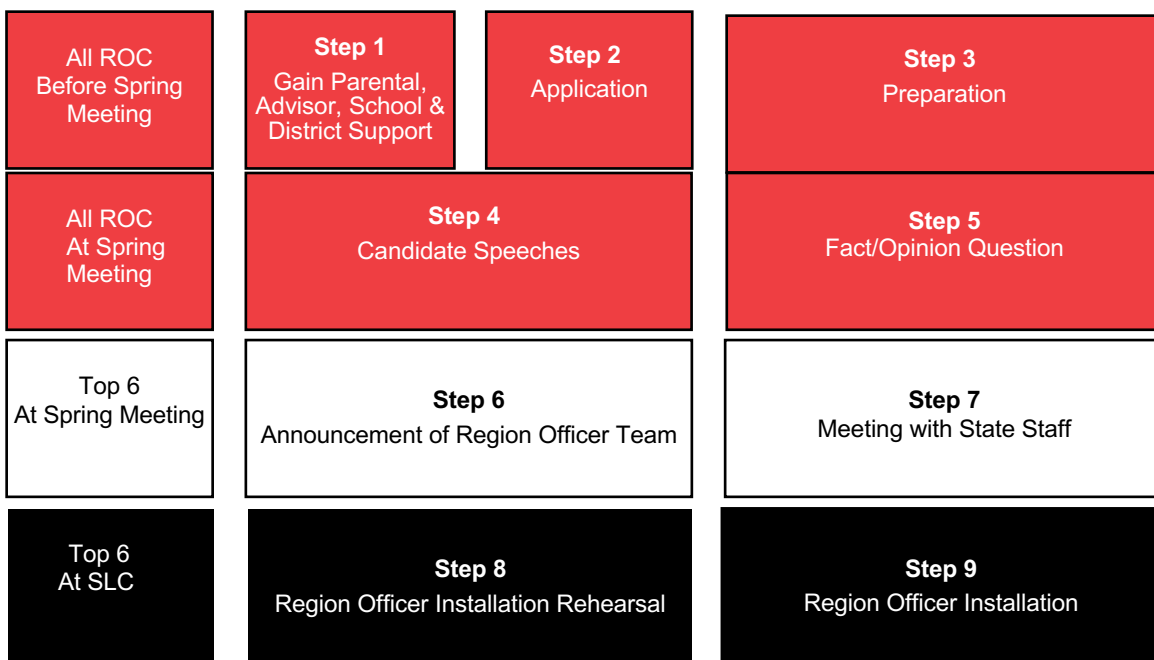 All ROC
Before Spring
Meeting
Step 1
Gain Parental,
Advisor, School &
District Support
Step 2
Application
Step 3
Preparation
All ROC
At Spring
Meeting
Step 4
Candidate Speeches
Step 5
Fact/Opinion Question
Top 6
At Spring Meeting
Step 6
Announcement of Region Officer Team
Step 7
Meeting with State Staff
Top 6
At SLC
Step 8
Region Officer Installation Rehearsal
Step 9
Region Officer Installation